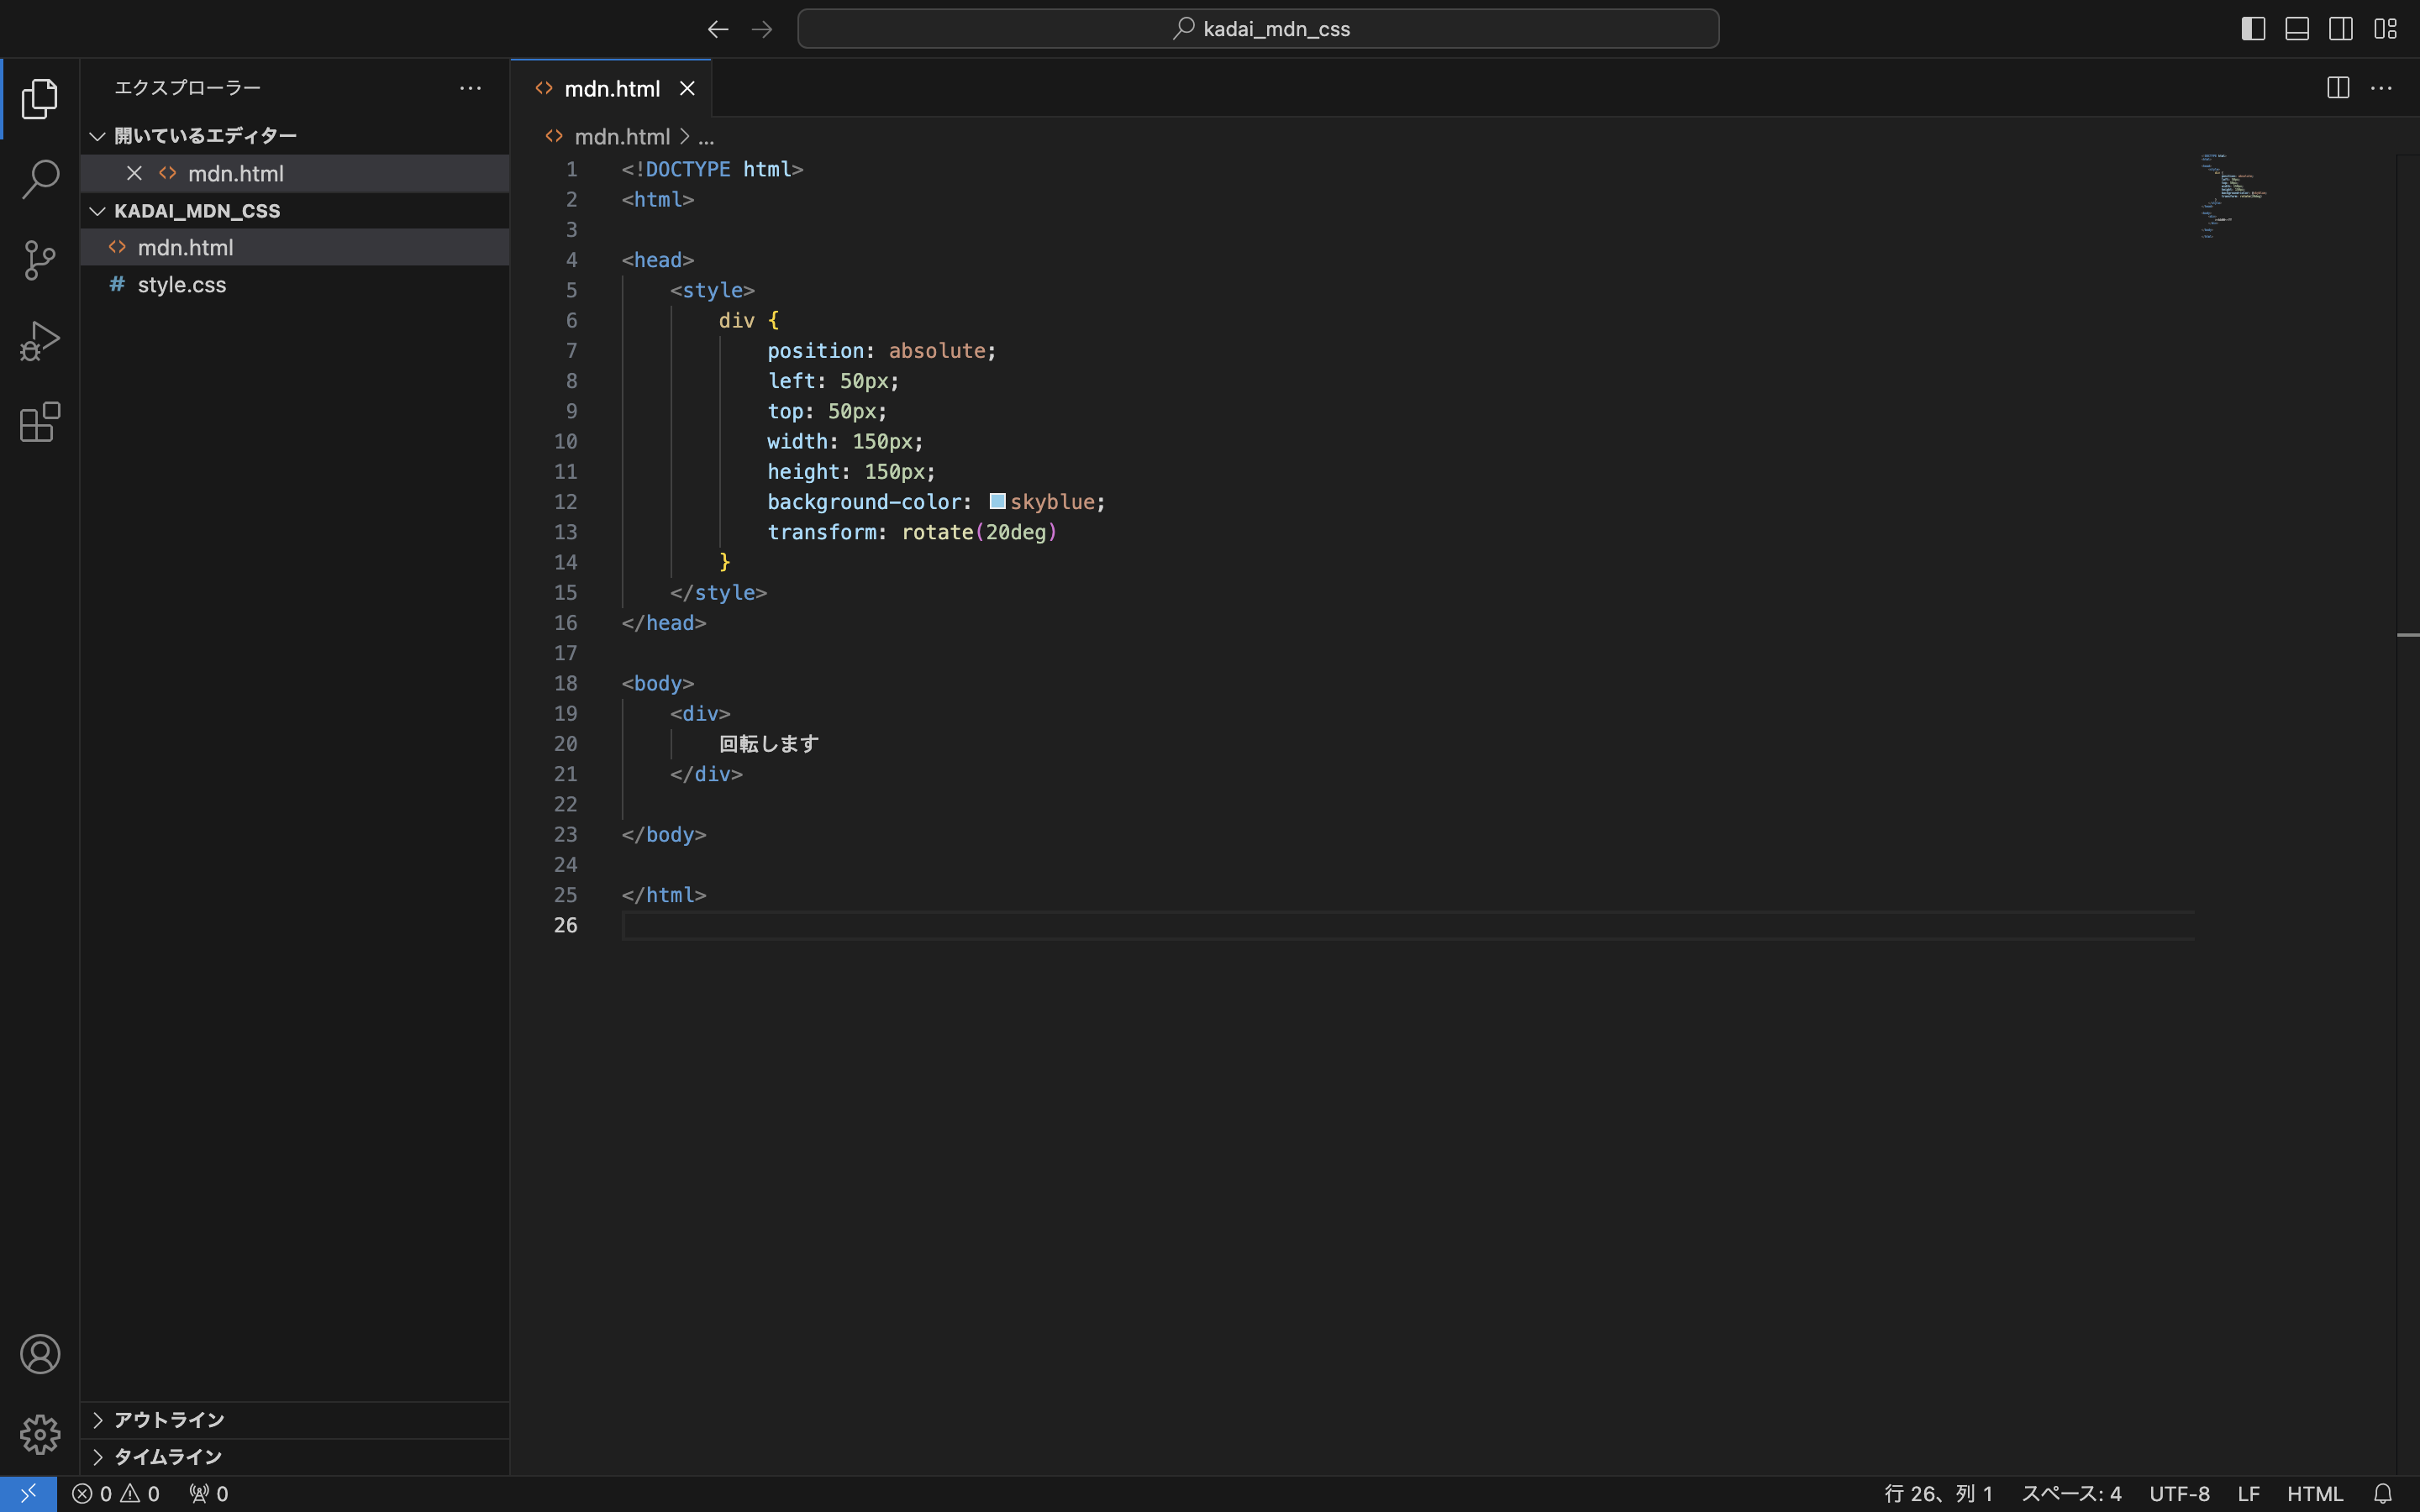 kadai_mdn_css
エクスプローラー
開いているエディター
mdn.html
KADAI_MDN_CSS
mdn.html
style.css
アウトライン
タイムライン
mdn.html
mdn.html > ...
1 <!DOCTYPE html>
2 <html>
3
4 <head>
5 <style>
6 div {
7 position: absolute;
8 left: 50px;
9 top: 50px;
10 width: 150px;
11 height: 150px;
12 background-color: skyblue;
13 transform: rotate(20deg)
14 }
15 </style>
16 </head>
17
18 <body>
19 <div>
20 回転します
21 </div>
22
23 </body>
24
25 </html>
26
0 0 0
行 26、列 1 スペース: 4 UTF-8 LF HTML